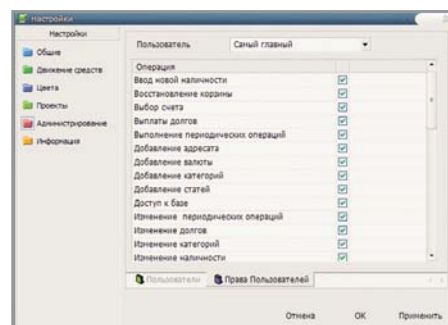 Настройки
Настройки
Общие
Движение средств
Цвета
Проекты
Администрирование
Информация
Пользователь
Самый главный
Операция
Ввод новой наличности
Восстановление корзины
Выбор счета
Выплаты долгов
Выполнение периодических операций
Добавление адресата
Добавление валюты
Добавление категорий
Добавление статей
Доступ к базе
Изменение периодических операций
Изменение долгов
Изменение категорий
Изменение наличности
Пользователи
Права Пользователей
Отмена
ОК
Применить